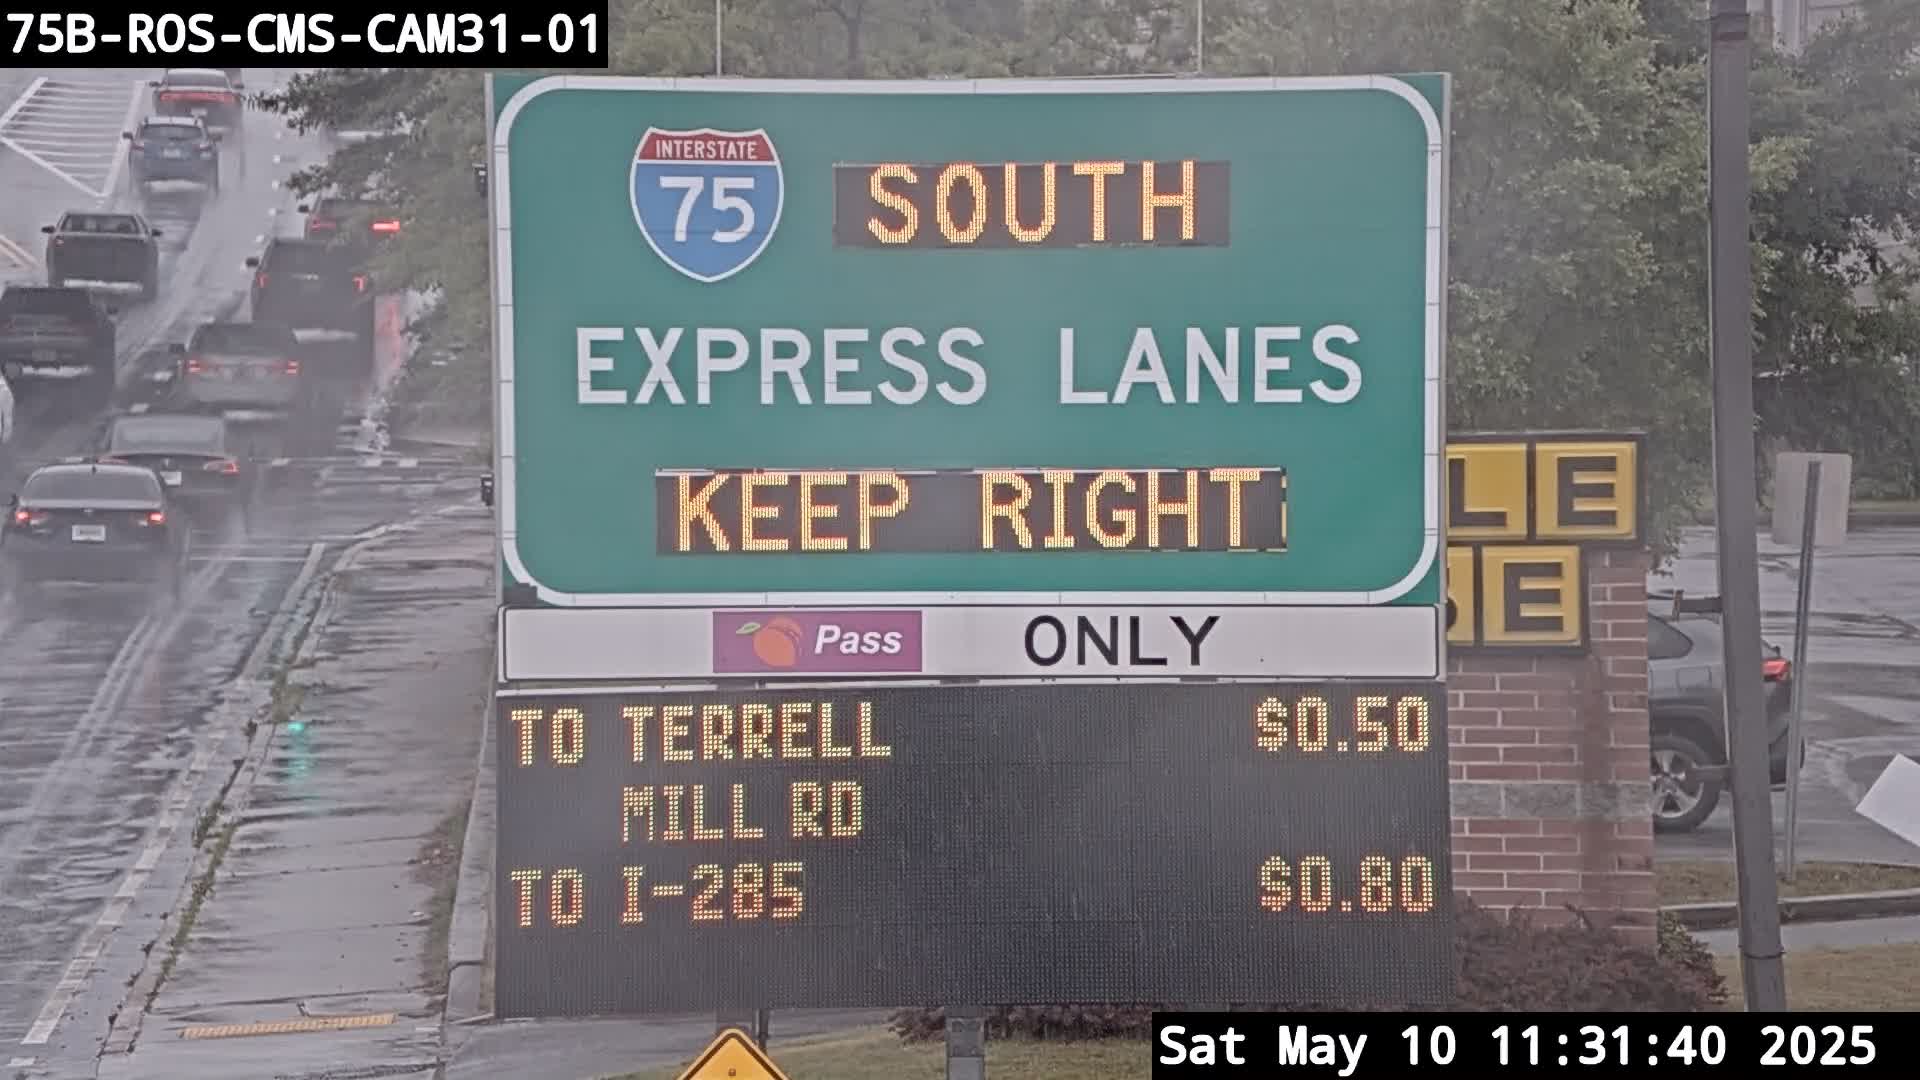 75B-ROS-CMS-CAM31-01
INTERSTATE
75 SOUTH
EXPRESS LANES
KEEP RIGHT
Pass ONLY
TO TERRELL $0.50
MILL RD
TO I-285 $0.80
LE
E
Sat May 10 11:31:40 2025